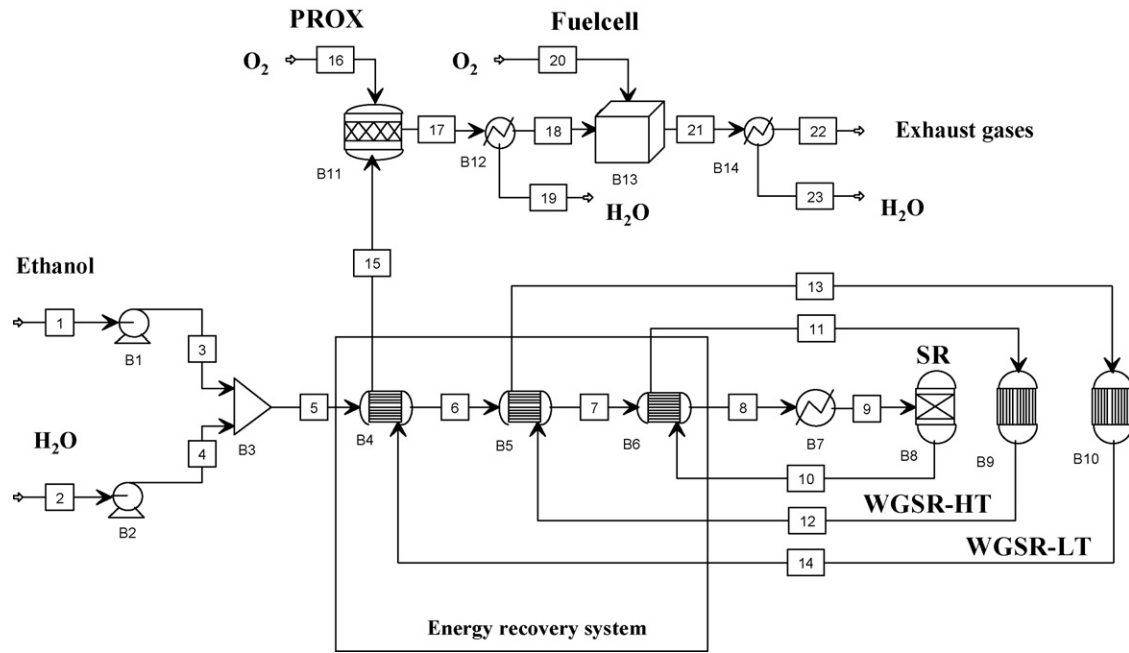 PROX
Fuelcell
O₂
16
O₂
20
B11
17
B12
18
B13
21
B14
22
Exhaust gases
19
H₂O
23
H₂O
15
Ethanol
1
B1
3
13
11
SR
H₂O
4
B3
5
B4
6
B5
7
B6
8
B7
9
B8
B9
B10
2
B2
10
12
WGSR-HT
14
WGSR-LT
Energy recovery system